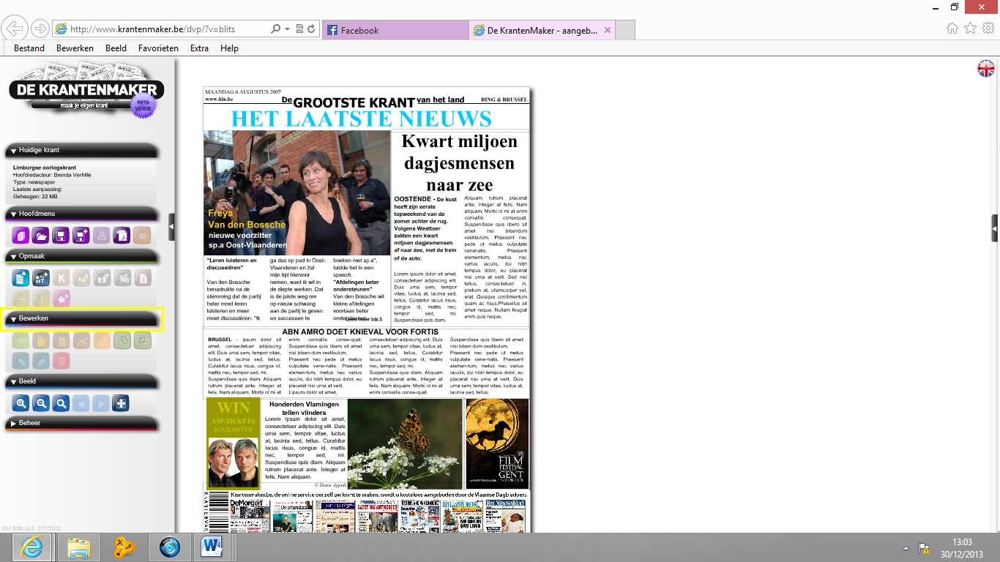 http://www.krantenmaker.be/dvp/?v=blits
Facebook
De KrantenMaker - aangeb...
Bestand Bewerken Beeld Favorieten Extra Help
DE KRANTENMAKER
maak je eigen krant
BETA VERSIE
Huidige krant
Limburgse oorlogskrant
Hoofdredacteur: Brenda Verhille
Type: newspaper
Laatste aanpassing:
Geheugen: 22 MB
Hoofdmenu
Opmaak
Bewerken
Beeld
Beheer
KM Blits v3.5 2/11/2012
MAANDAG 6 AUGUSTUS 2007
www.hln.be
De GROOTSTE KRANT van het land
RING & BRUSSEL
HET LAATSTE NIEUWS
Freya
Van den Bossche
nieuwe voorzitter
sp.a Oost-Vlaanderen
Kwart miljoen
dagjesmensen
naar zee
OOSTENDE - De kust
heeft zijn eerste
topweekend van de
zomer achter de rug.
Volgens Westtoer
zakten een kwart
miljoen dagjesmensen
af naar zee, met de trein
of de auto.
Lorem ipsum dolor sit amet,
consectetuer adipiscing elit.
Duis urna sem, tempor
vitae, luctus at, lacinia sed,
tellus. Curabitur lacus risus,
congue id, mattis nec,
tempor sed, mi.
Suspendisse quis diam.
Aliquam rutrum placerat
ante. Integer at felis. Nam
aliquam. Morbi id mi at enim
convallis consequat.
Suspendisse quis libero sit
amet nisi bibendum
vestibulum. Praesent nec
pede ut metus vulputate
venenatis. Praesent
elementum, metus nec
varius iaculis, dui nibh
tempus dolor, eu placerat
nisi urna at velit. Sed nisl
tellus, consectetuer in,
pretium at, ullamcorper vel,
erat. Quisque condimentum
quam ac risus.Phasellus sit
amet neque. Nullam feugiat
enim quis neque.
"Leren luisteren en
discussiëren"
Van den Bossche
benadrukte na de
stemming dat de partij
beter moet leren
luisteren en meer
moet discussiëren. "Ik
ga dus op pad in Oost-
Vlaanderen en zal
mijn tijd hiervoor
nemen, want ik wil in
de diepte werken. Dat
is de juiste weg om
op-nieuw schwung
aan de partij te geven
en successen te
boeken met sp.a",
luidde het in een
speech.
"Afdelingen beter
ondersteunen"
Van den Bossche wil
kleine afdelingen
voortaan beter
ondersteunen.
Lees meer blz.5
ABN AMRO DOET KNIEVAL VOOR FORTIS
BRUSSEL - ipsum dolor sit
amet, consectetuer adipiscing
elit. Duis urna sem, tempor vitae,
luctus at, lacinia sed, tellus.
Curabitur lacus risus, congue id,
mattis nec, tempor sed, mi.
Suspendisse quis diam. Aliquam
rutrum placerat ante. Integer at
felis. Nam aliquam. Morbi id mi at
enim convallis conse-quat.
Suspendisse quis libero sit amet
nisi biben-dum vestibulum.
Praesent nec pede ut metus
vulputate vene-natis. Praesent
elemen-tum, metus nec varius
iaculis, dui nibh tempus dolor, eu
placerat nisi urna at velit.
Lipsum dolor sit amet,
consectetuer adipiscing elit. Duis
urna sem, tempor vitae, luctus at,
lacinia sed, tellus. Curabitur
lacus risus, congue id, mattis
nec, tempor sed, mi.
Suspendisse quis diam. Aliquam
rutrum placerat ante. Integer at
felis. Nam aliquam. Morbi id mi at
enim convallis conse-quat.
Suspendisse quis libero sit amet
nisi biben-dum vestibulum.
Praesent nec pede ut metus
vulputate vene-natis. Praesent
elemen-tum, metus nec varius
iaculis, dui nibh tempus dolor, eu
placerat nisi urna at velit. Duis
urna sem, tempor vitae, luctus at,
lacinia sed, tellus.
WIN
VIP-TICKETS
SOULSISTER
Honderden Vlamingen
tellen vlinders
Lorem ipsum dolor sit amet,
consectetuer adipiscing elit. Duis
urna sem, tempor vitae, luctus
at, lacinia sed, tellus. Curabitur
lacus risus, congue id, mattis
nec, tempor sed, mi.
Suspendisse quis diam. Aliquam
rutrum placerat ante. Integer at
felis. Nam aliquam.
© Diane Appels
35
FILM
FESTIVAL
GENT
Krantenmaker.be, de online service om zelf uw krant te maken, wordt u kosteloos aangeboden door de Vlaamse Dagbladpers.
DeMorgen
De Standaard
DE TIJD
GAZET VAN ANTWERPEN
HET LAATSTE NIEUWS
Het Nieuwsblad
13:03
30/12/2013